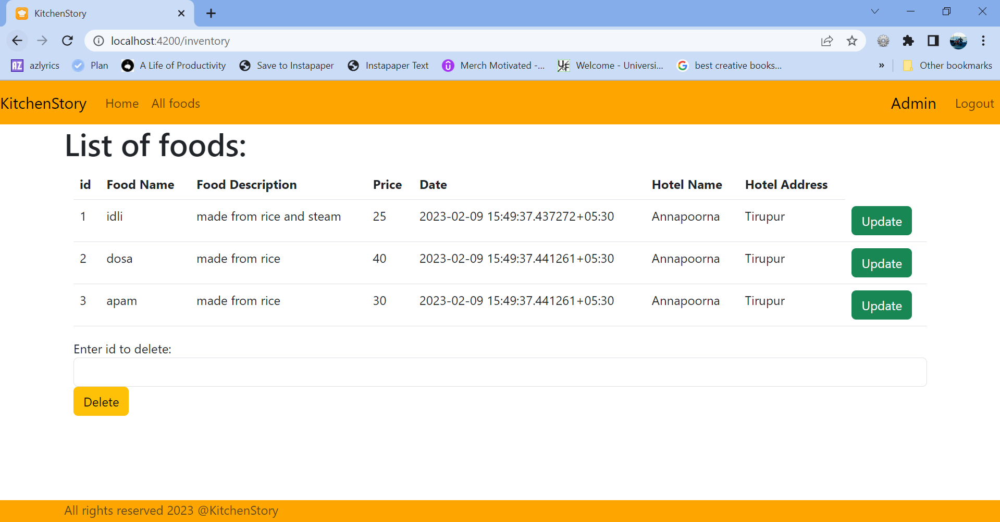 KitchenStory
localhost:4200/inventory
azlyrics Plan A Life of Productivity Save to Instapaper Instapaper Text Merch Motivated -... Welcome - Universi... best creative books... » Other bookmarks
KitchenStory Home All foods Admin Logout
List of foods:
id Food Name Food Description Price Date Hotel Name Hotel Address
1 idli made from rice and steam 25 2023-02-09 15:49:37.437272+05:30 Annapoorna Tirupur Update
2 dosa made from rice 40 2023-02-09 15:49:37.441261+05:30 Annapoorna Tirupur Update
3 apam made from rice 30 2023-02-09 15:49:37.441261+05:30 Annapoorna Tirupur Update
Enter id to delete:
Delete
All rights reserved 2023 @KitchenStory